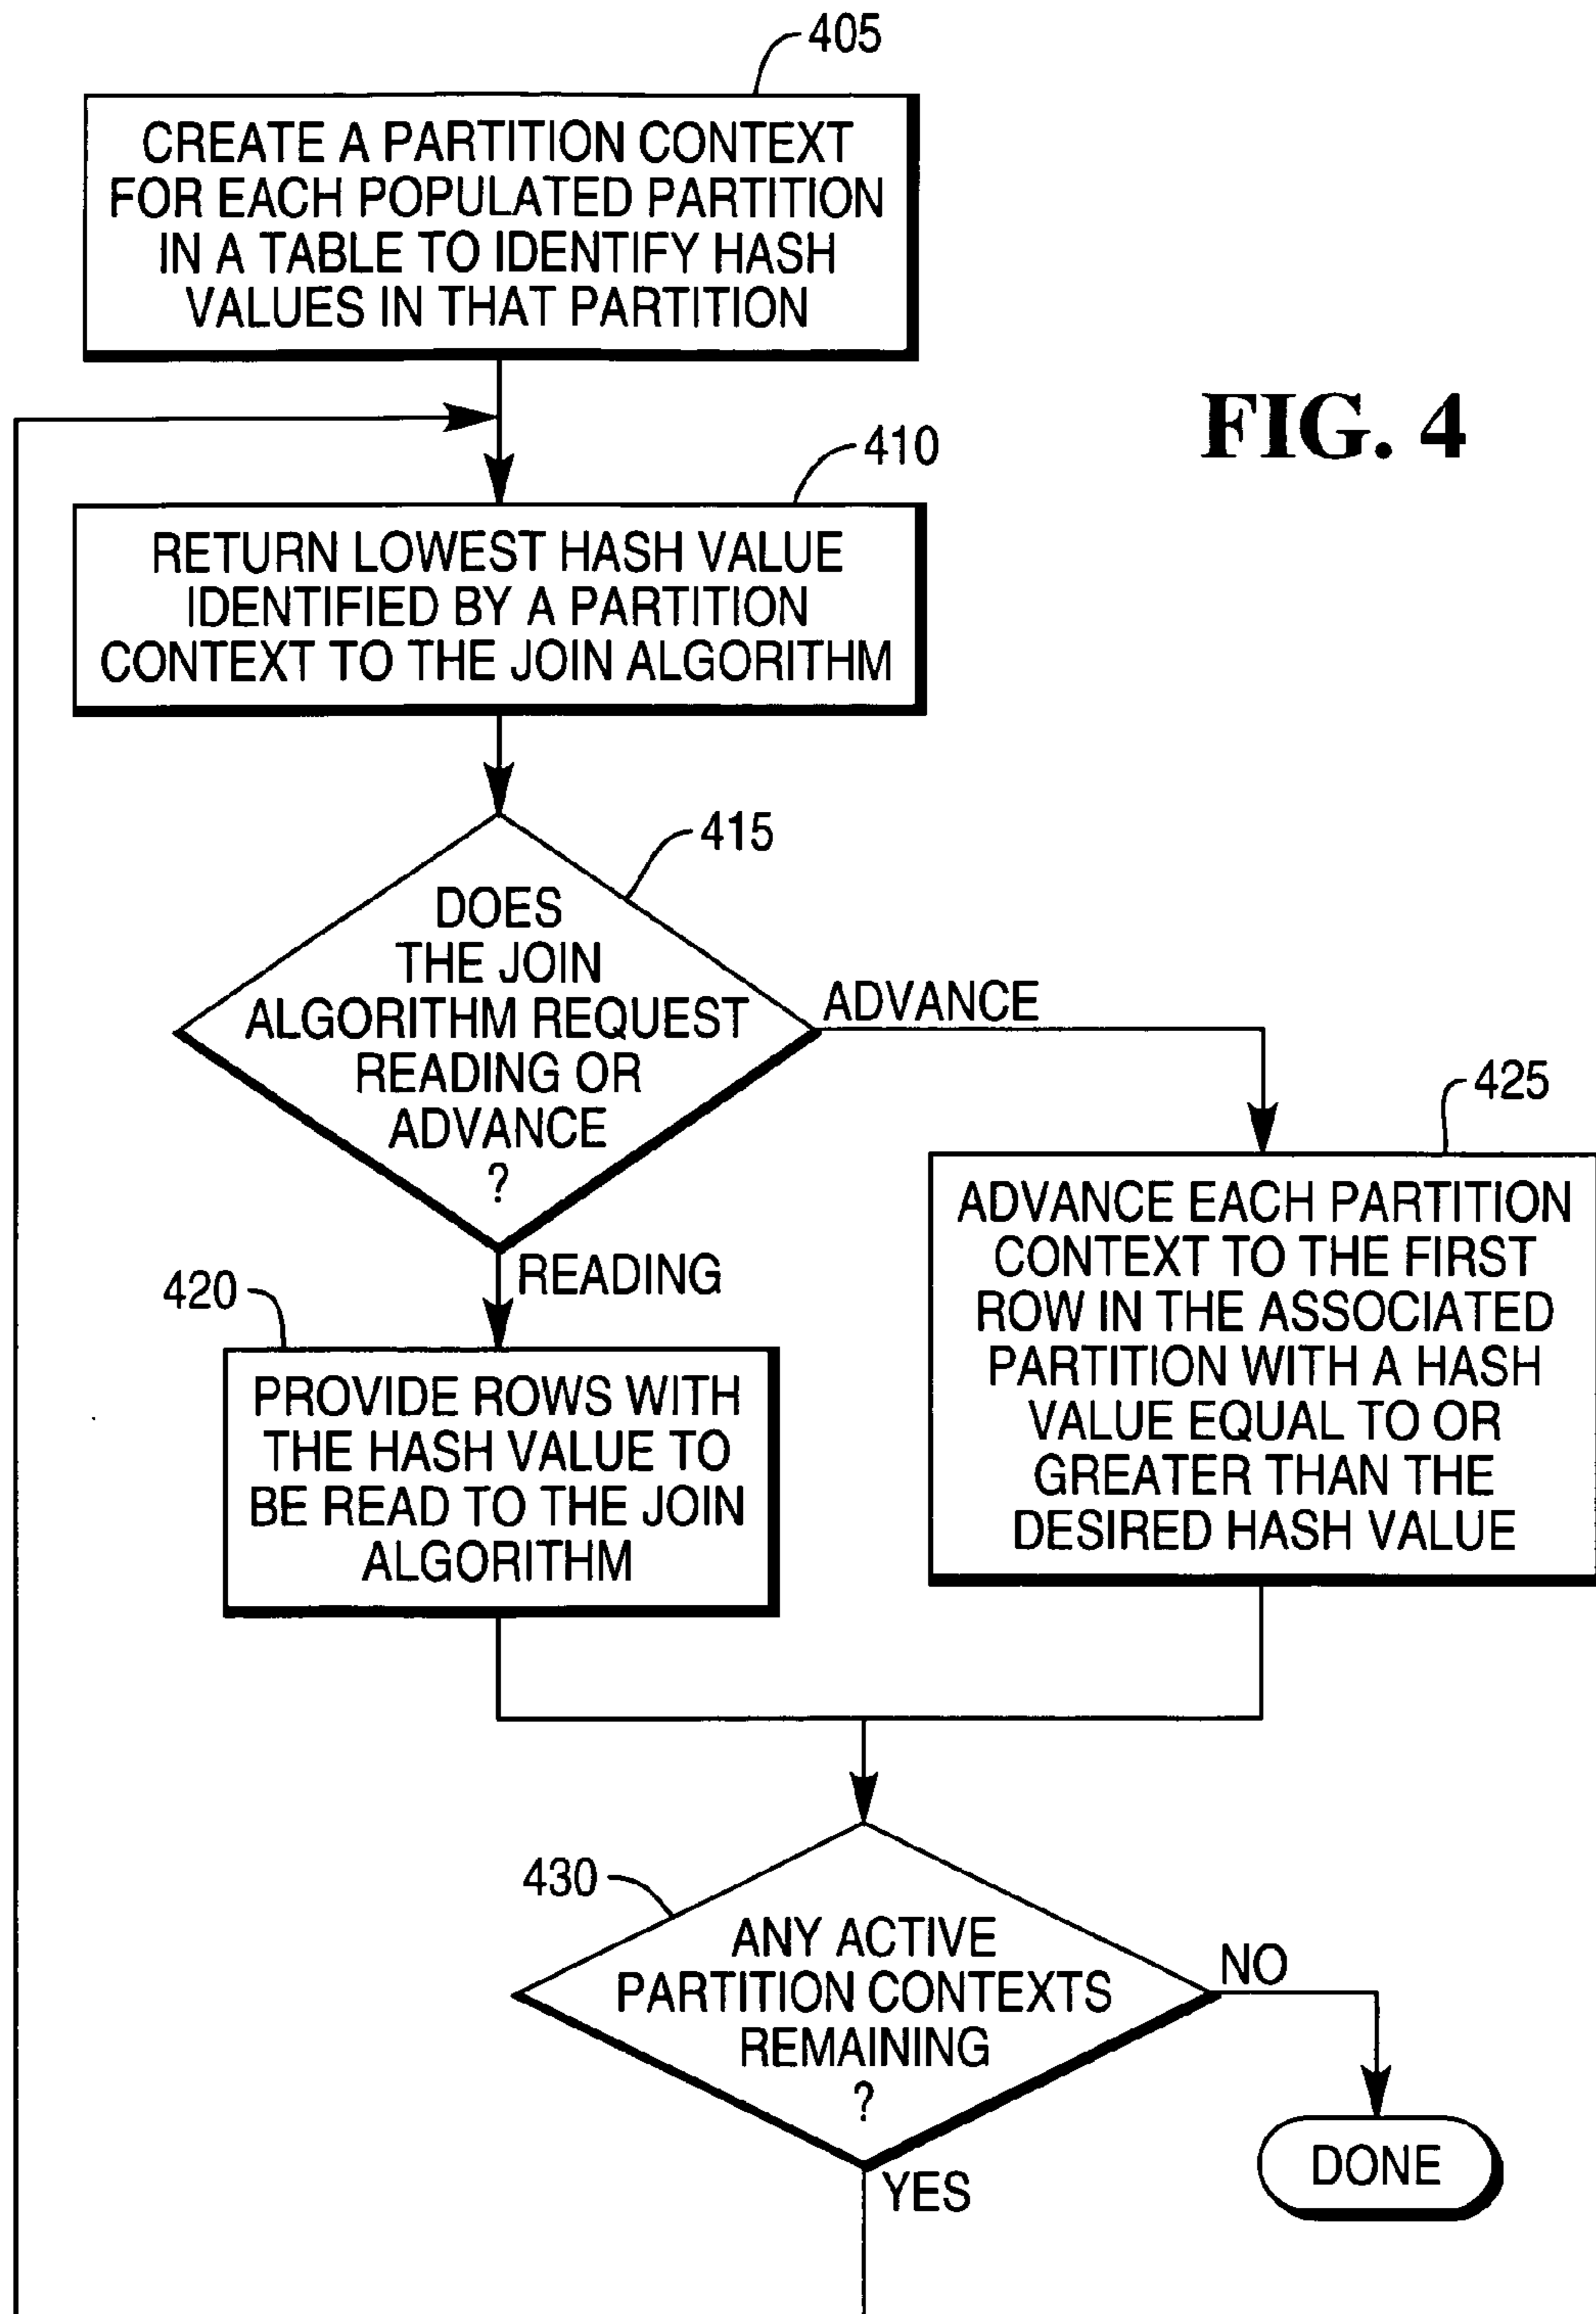 405
CREATE A PARTITION CONTEXT
FOR EACH POPULATED PARTITION
IN A TABLE TO IDENTIFY HASH
VALUES IN THAT PARTITION
FIG. 4
410
RETURN LOWEST HASH VALUE
IDENTIFIED BY A PARTITION
CONTEXT TO THE JOIN ALGORITHM
415
DOES
THE JOIN
ALGORITHM REQUEST
READING OR
ADVANCE
?
ADVANCE
READING
425
ADVANCE EACH PARTITION
CONTEXT TO THE FIRST
ROW IN THE ASSOCIATED
PARTITION WITH A HASH
VALUE EQUAL TO OR
GREATER THAN THE
DESIRED HASH VALUE
420
PROVIDE ROWS WITH
THE HASH VALUE TO
BE READ TO THE JOIN
ALGORITHM
430
ANY ACTIVE
PARTITION CONTEXTS
REMAINING
?
NO
YES
DONE